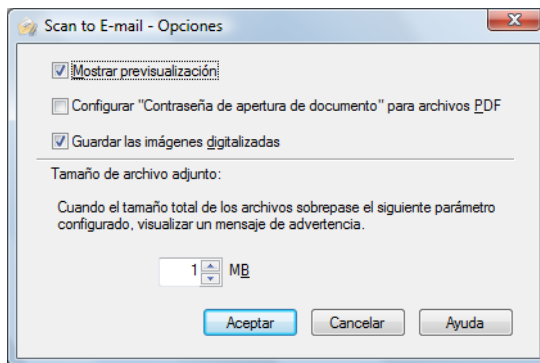 Scan to E-mail - Opciones
Mostrar previsualización
Configurar "Contraseña de apertura de documento" para archivos PDF
Guardar las imágenes digitalizadas
Tamaño de archivo adjunto:
Cuando el tamaño total de los archivos sobrepase el siguiente parámetro
configurado, visualizar un mensaje de advertencia.
1 MB
Aceptar Cancelar Ayuda